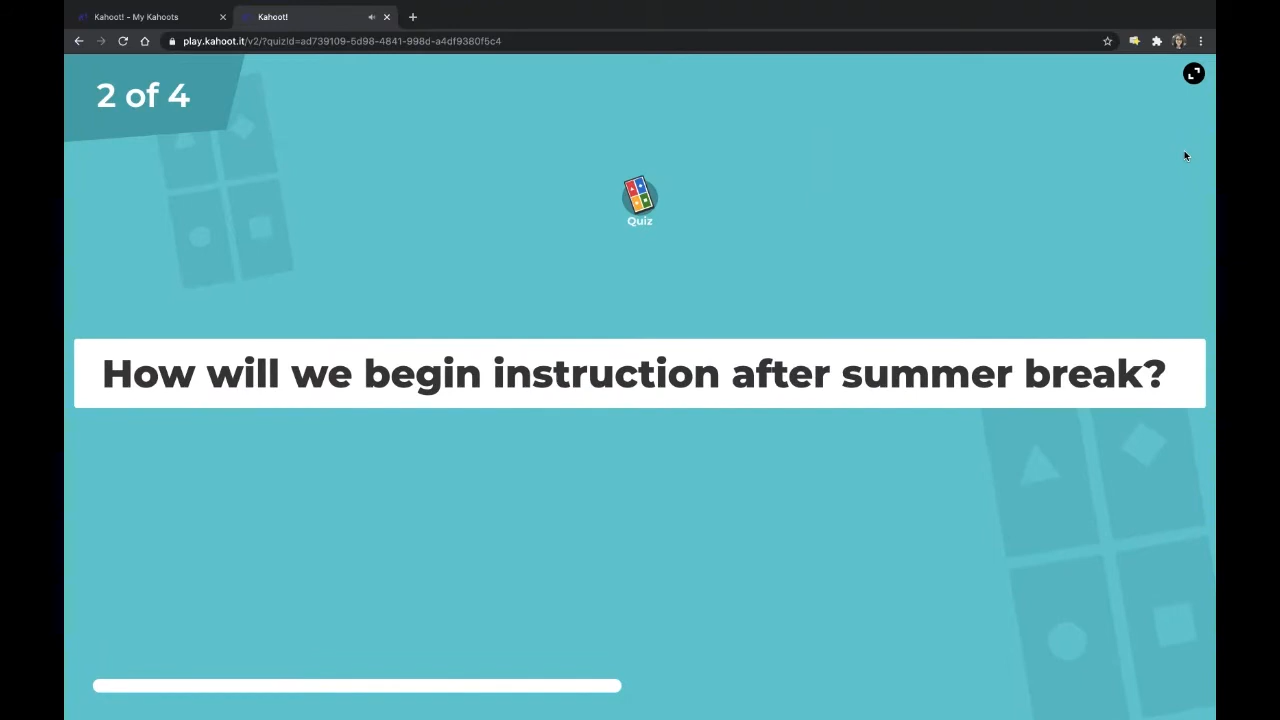 Kahoot! - My Kahoots
Kahoot!
play.kahoot.it/v2/?quizId=ad739109-5d98-4841-998d-a4df9380f5c4
2 of 4
Quiz
How will we begin instruction after summer break?